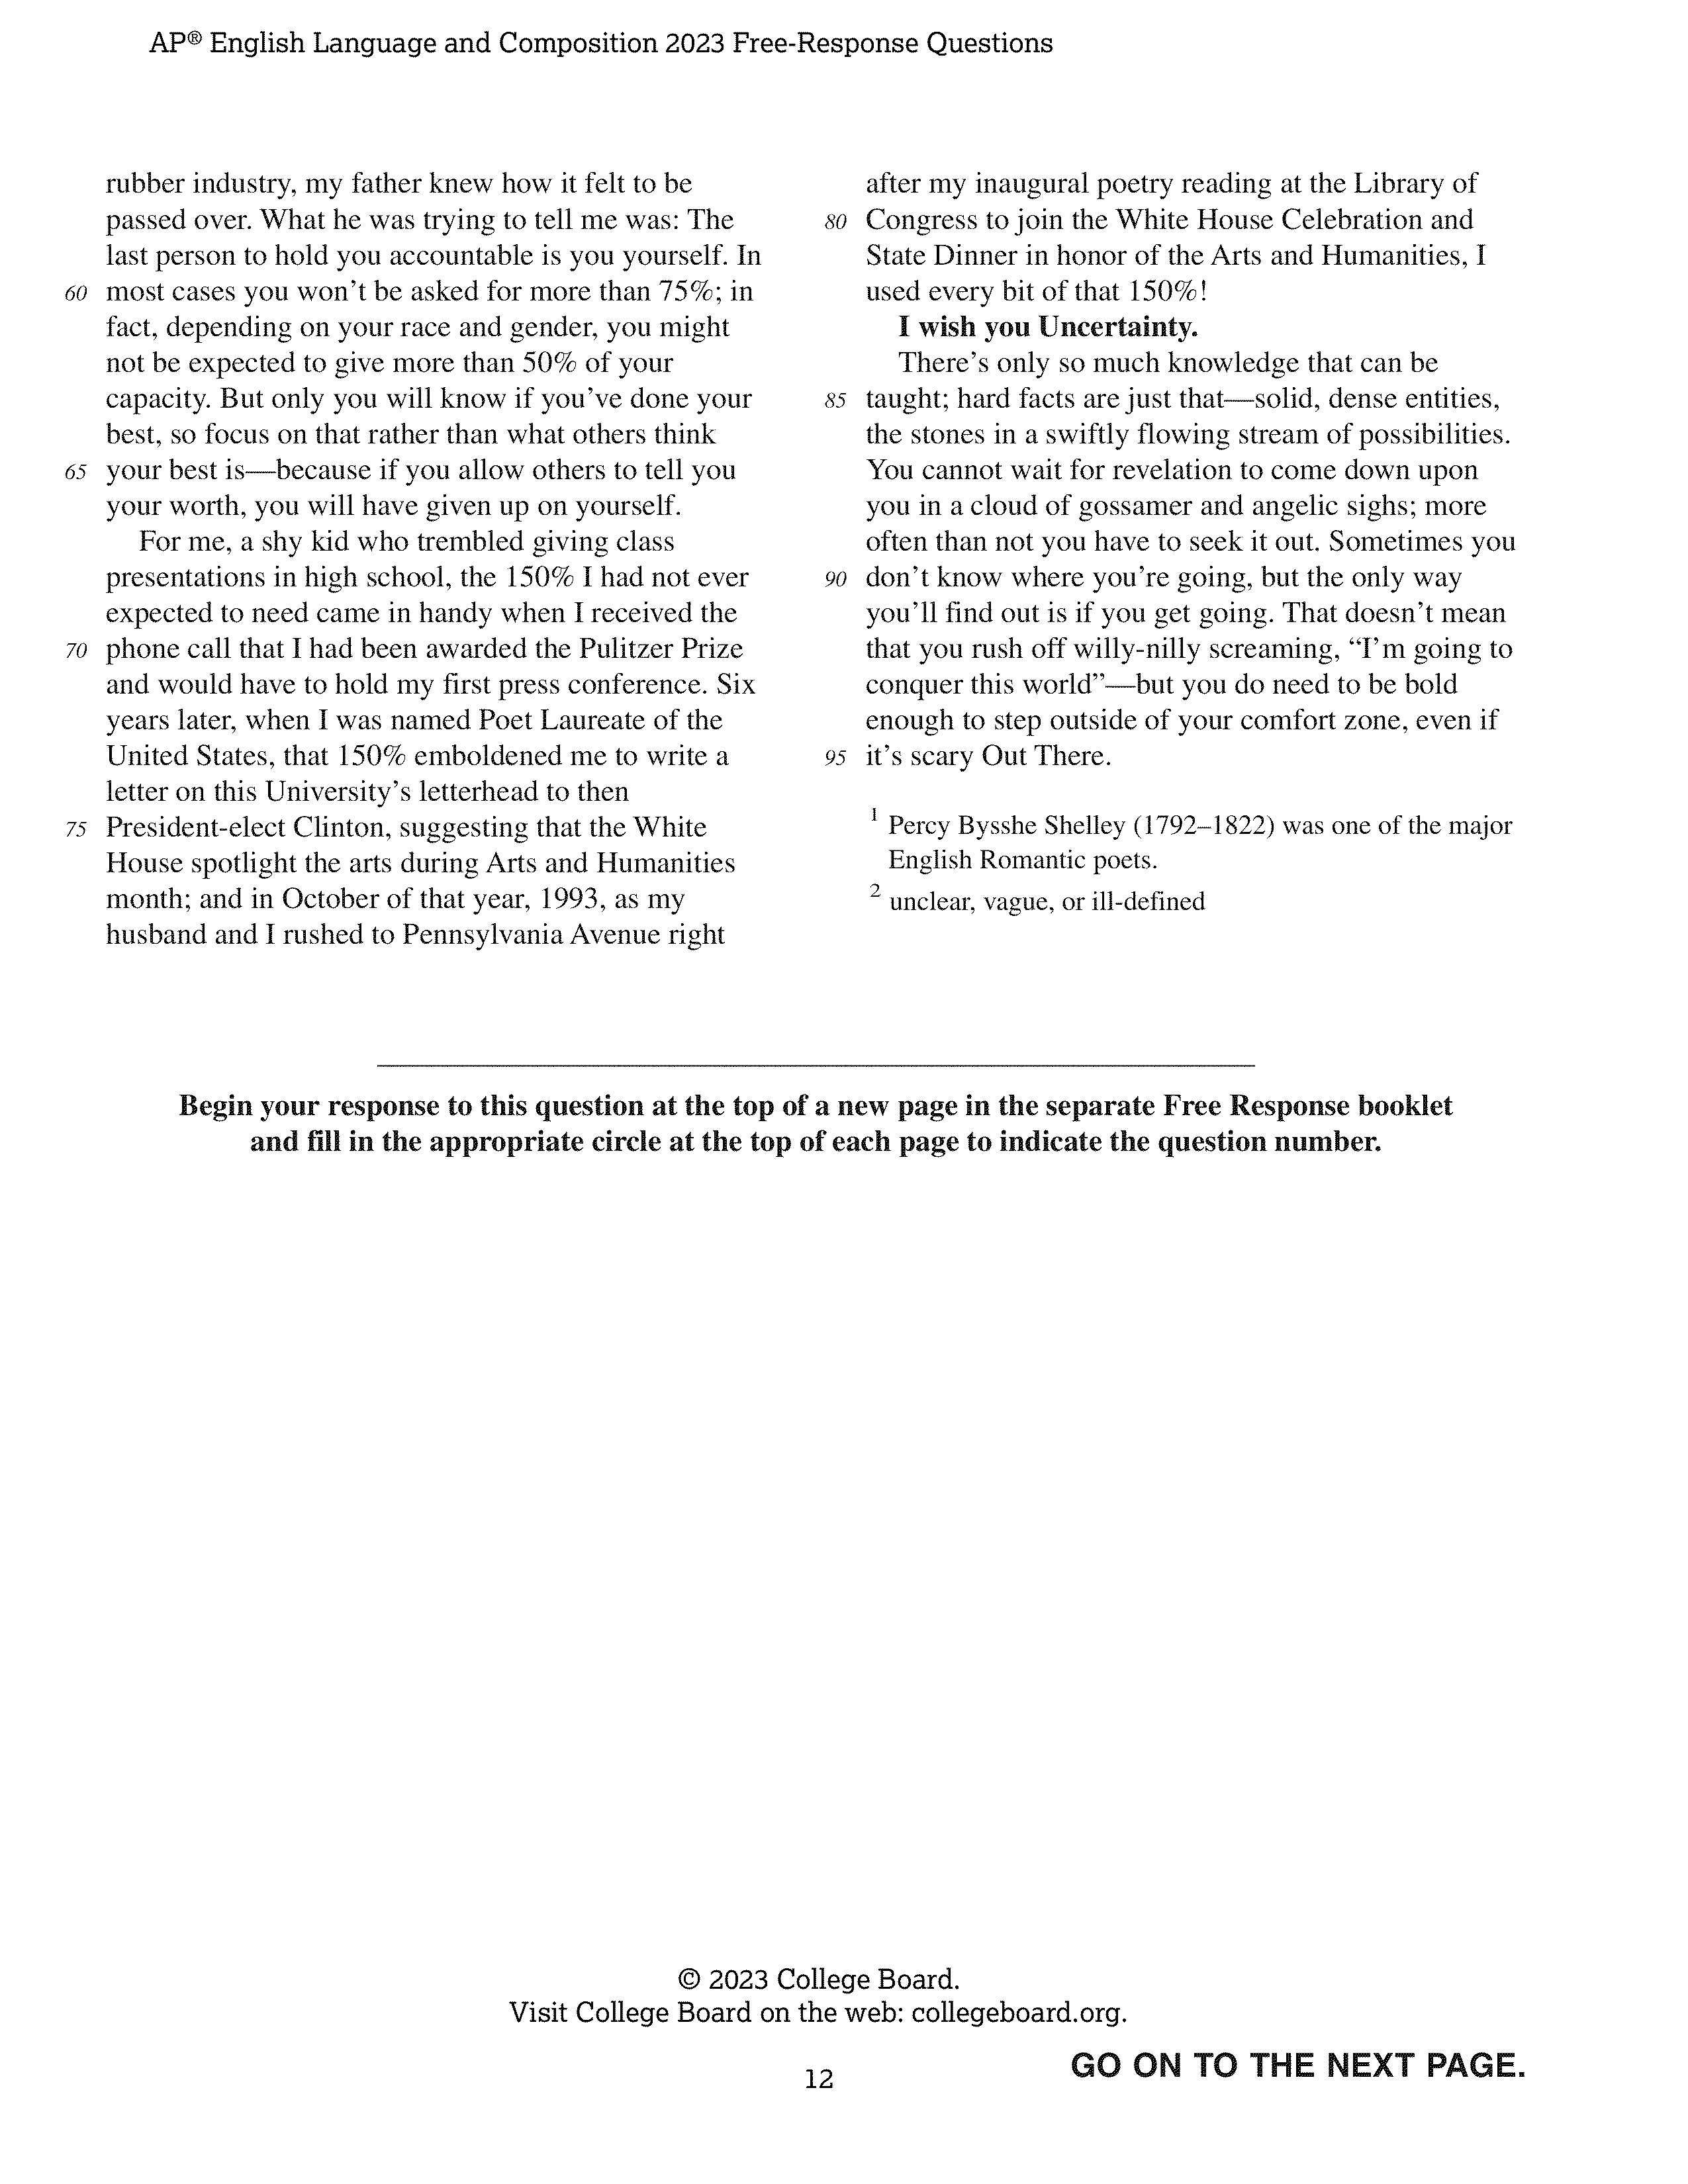 AP® English Language and Composition 2023 Free-Response Questions
rubber industry, my father knew how it felt to be
passed over. What he was trying to tell me was: The
last person to hold you accountable is you yourself. In
60 most cases you won't be asked for more than 75%; in
fact, depending on your race and gender, you might
not be expected to give more than 50% of your
capacity. But only you will know if you've done your
best, so focus on that rather than what others think
65 your best is—because if you allow others to tell you
your worth, you will have given up on yourself.
For me, a shy kid who trembled giving class
presentations in high school, the 150% I had not ever
expected to need came in handy when I received the
70 phone call that I had been awarded the Pulitzer Prize
and would have to hold my first press conference. Six
years later, when I was named Poet Laureate of the
United States, that 150% emboldened me to write a
letter on this University's letterhead to then
75 President-elect Clinton, suggesting that the White
House spotlight the arts during Arts and Humanities
month; and in October of that year, 1993, as my
husband and I rushed to Pennsylvania Avenue right
after my inaugural poetry reading at the Library of
80 Congress to join the White House Celebration and
State Dinner in honor of the Arts and Humanities, I
used every bit of that 150%!
I wish you Uncertainty.
There's only so much knowledge that can be
85 taught; hard facts are just that—solid, dense entities,
the stones in a swiftly flowing stream of possibilities.
You cannot wait for revelation to come down upon
you in a cloud of gossamer and angelic sighs; more
often than not you have to seek it out. Sometimes you
90 don't know where you're going, but the only way
you'll find out is if you get going. That doesn't mean
that you rush off willy-nilly screaming, “I'm going to
conquer this world”—but you do need to be bold
enough to step outside of your comfort zone, even if
95 it's scary Out There.
1 Percy Bysshe Shelley (1792–1822) was one of the major
English Romantic poets.
2 unclear, vague, or ill-defined
Begin your response to this question at the top of a new page in the separate Free Response booklet
and fill in the appropriate circle at the top of each page to indicate the question number.
© 2023 College Board.
Visit College Board on the web: collegeboard.org.
12
GO ON TO THE NEXT PAGE.